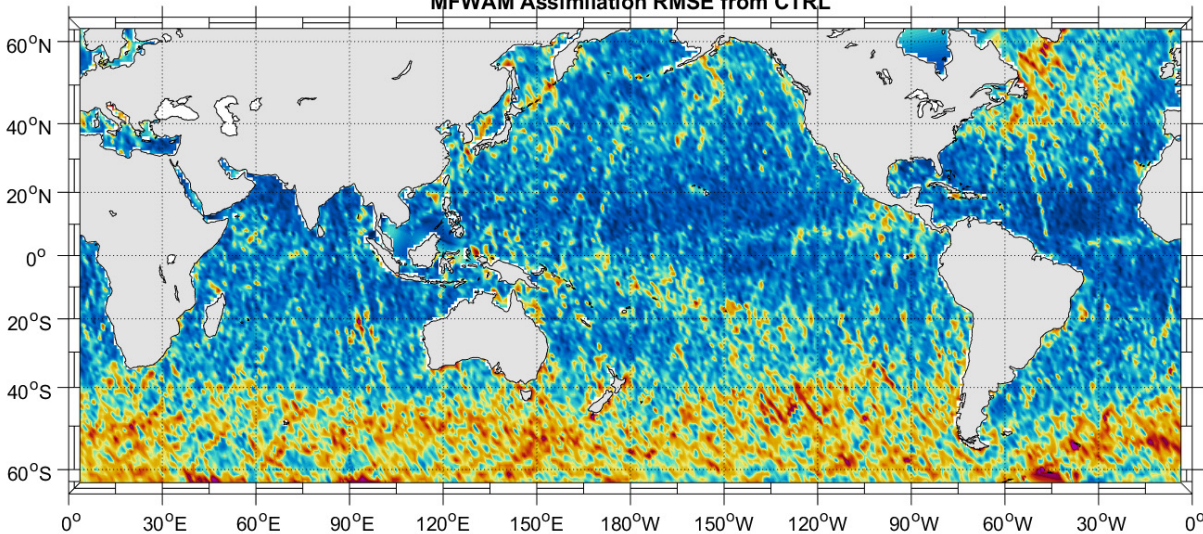 MFWAM Assimilation RMSE from CTRL
60°N
40°N
20°N
0°
20°S
40°S
60°S
0° 30°E 60°E 90°E 120°E 150°E 180°W 150°W 120°W 90°W 60°W 30°W 0°